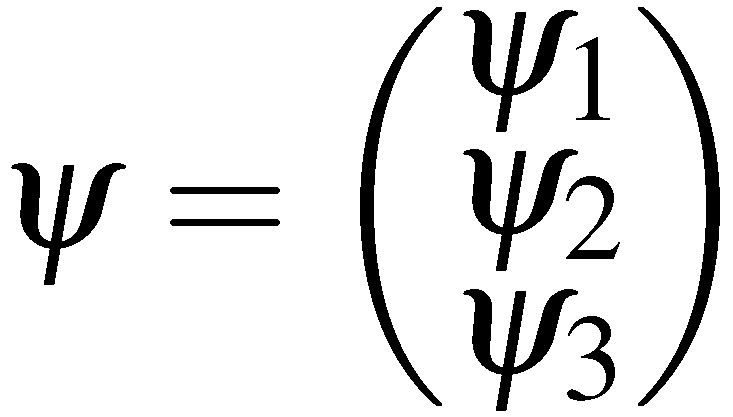 ψ = ( ψ₁
ψ₂
ψ₃ )